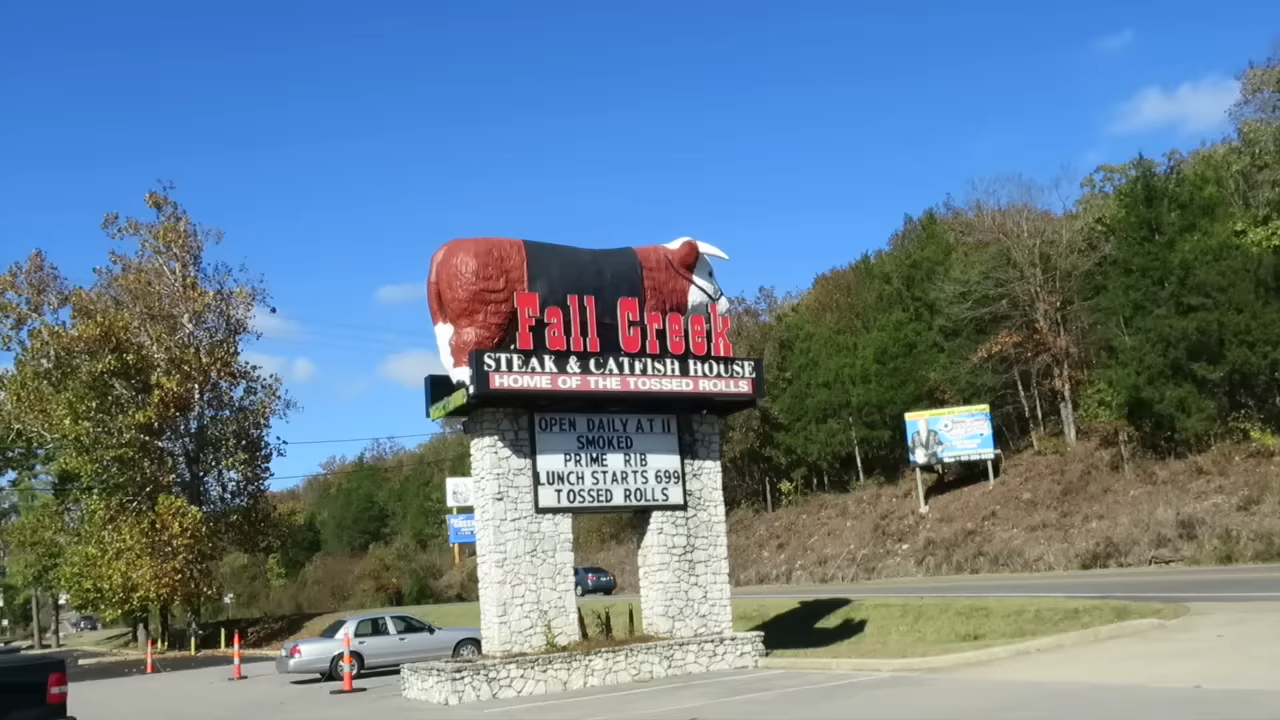 Fall Creek
STEAK & CATFISH HOUSE
HOME OF THE TOSSED ROLLS
OPEN DAILY AT 11
SMOKED
PRIME RIB
LUNCH STARTS 699
TOSSED ROLLS